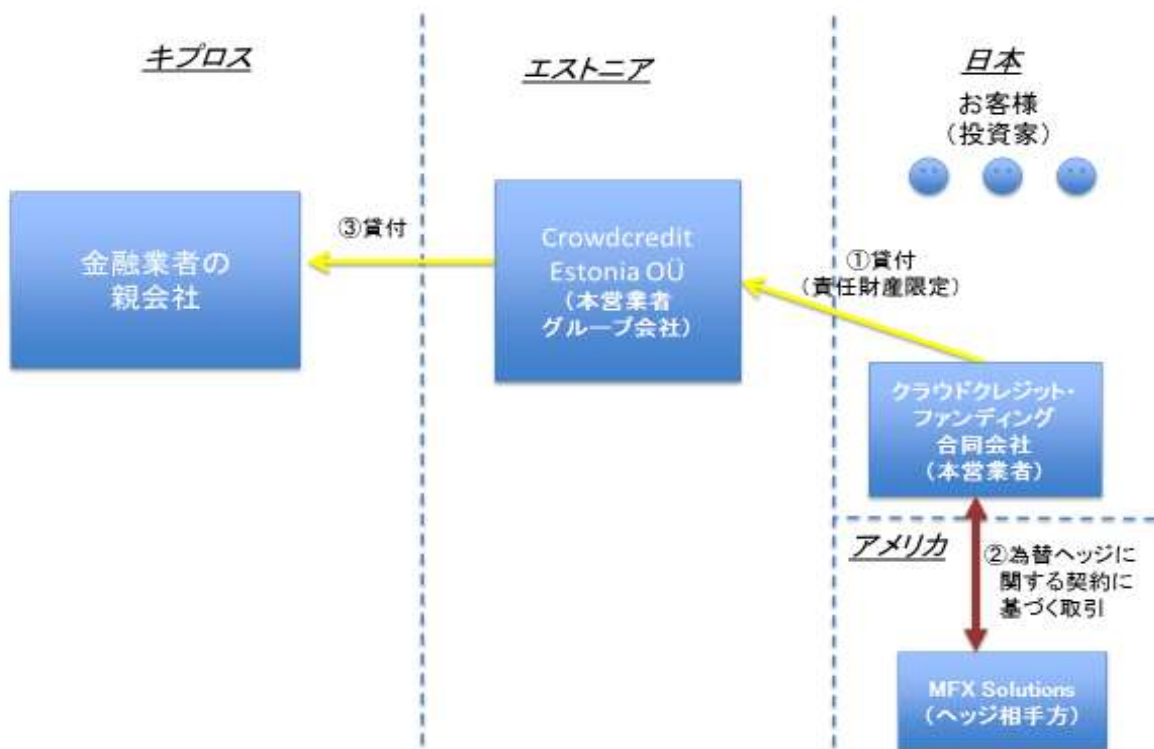 キプロス
エストニア
日本
お客様
（投資家）
③貸付
金融業者の
親会社
Crowdcredit
Estonia OÜ
（本営業者
グループ会社）
①貸付
（責任財産限定）
クラウドクレジット・
ファンディング
合同会社
（本営業者）
アメリカ
②為替ヘッジに
関する契約に
基づく取引
MFX Solutions
（ヘッジ相手方）